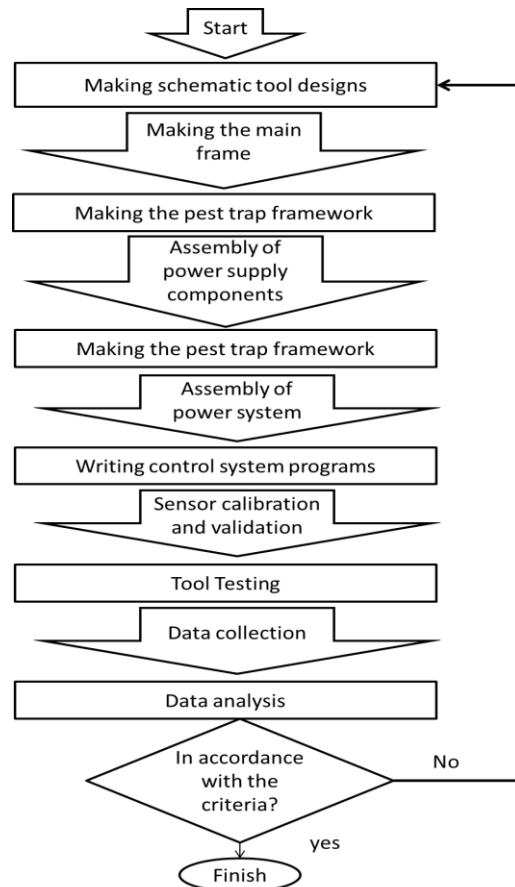 Start
Making schematic tool designs
Making the main
frame
Making the pest trap framework
Assembly of
power supply
components
Making the pest trap framework
Assembly of
power system
Writing control system programs
Sensor calibration
and validation
Tool Testing
Data collection
Data analysis
In accordance
with the
criteria?
No
yes
Finish